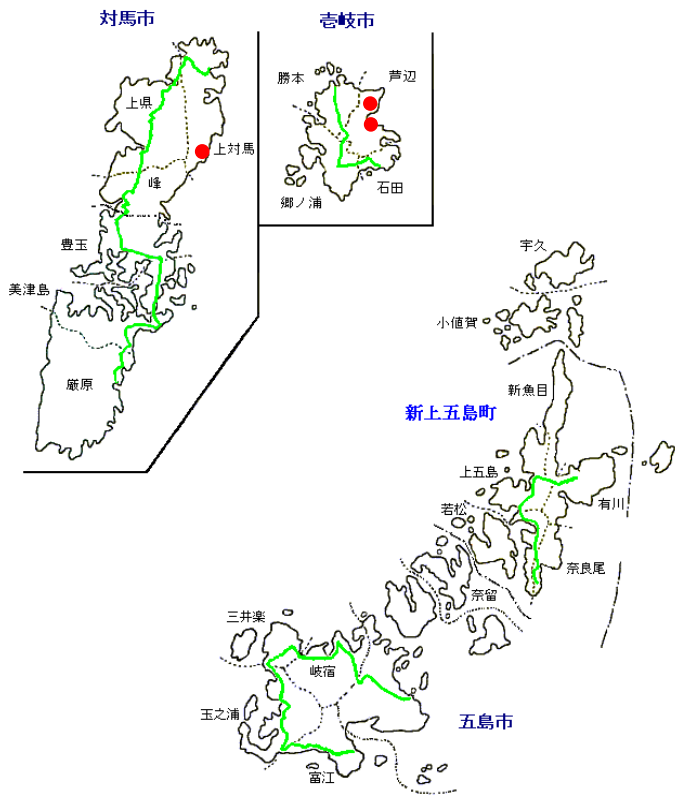 対馬市
壱岐市
勝本
芦辺
上県
上対馬
峰
石田
郷ノ浦
豊玉
宇久
美津島
小値賀
厳原
新魚目
新上五島町
上五島
有川
若松
奈良尾
奈留
三井楽
岐宿
玉之浦
五島市
富江